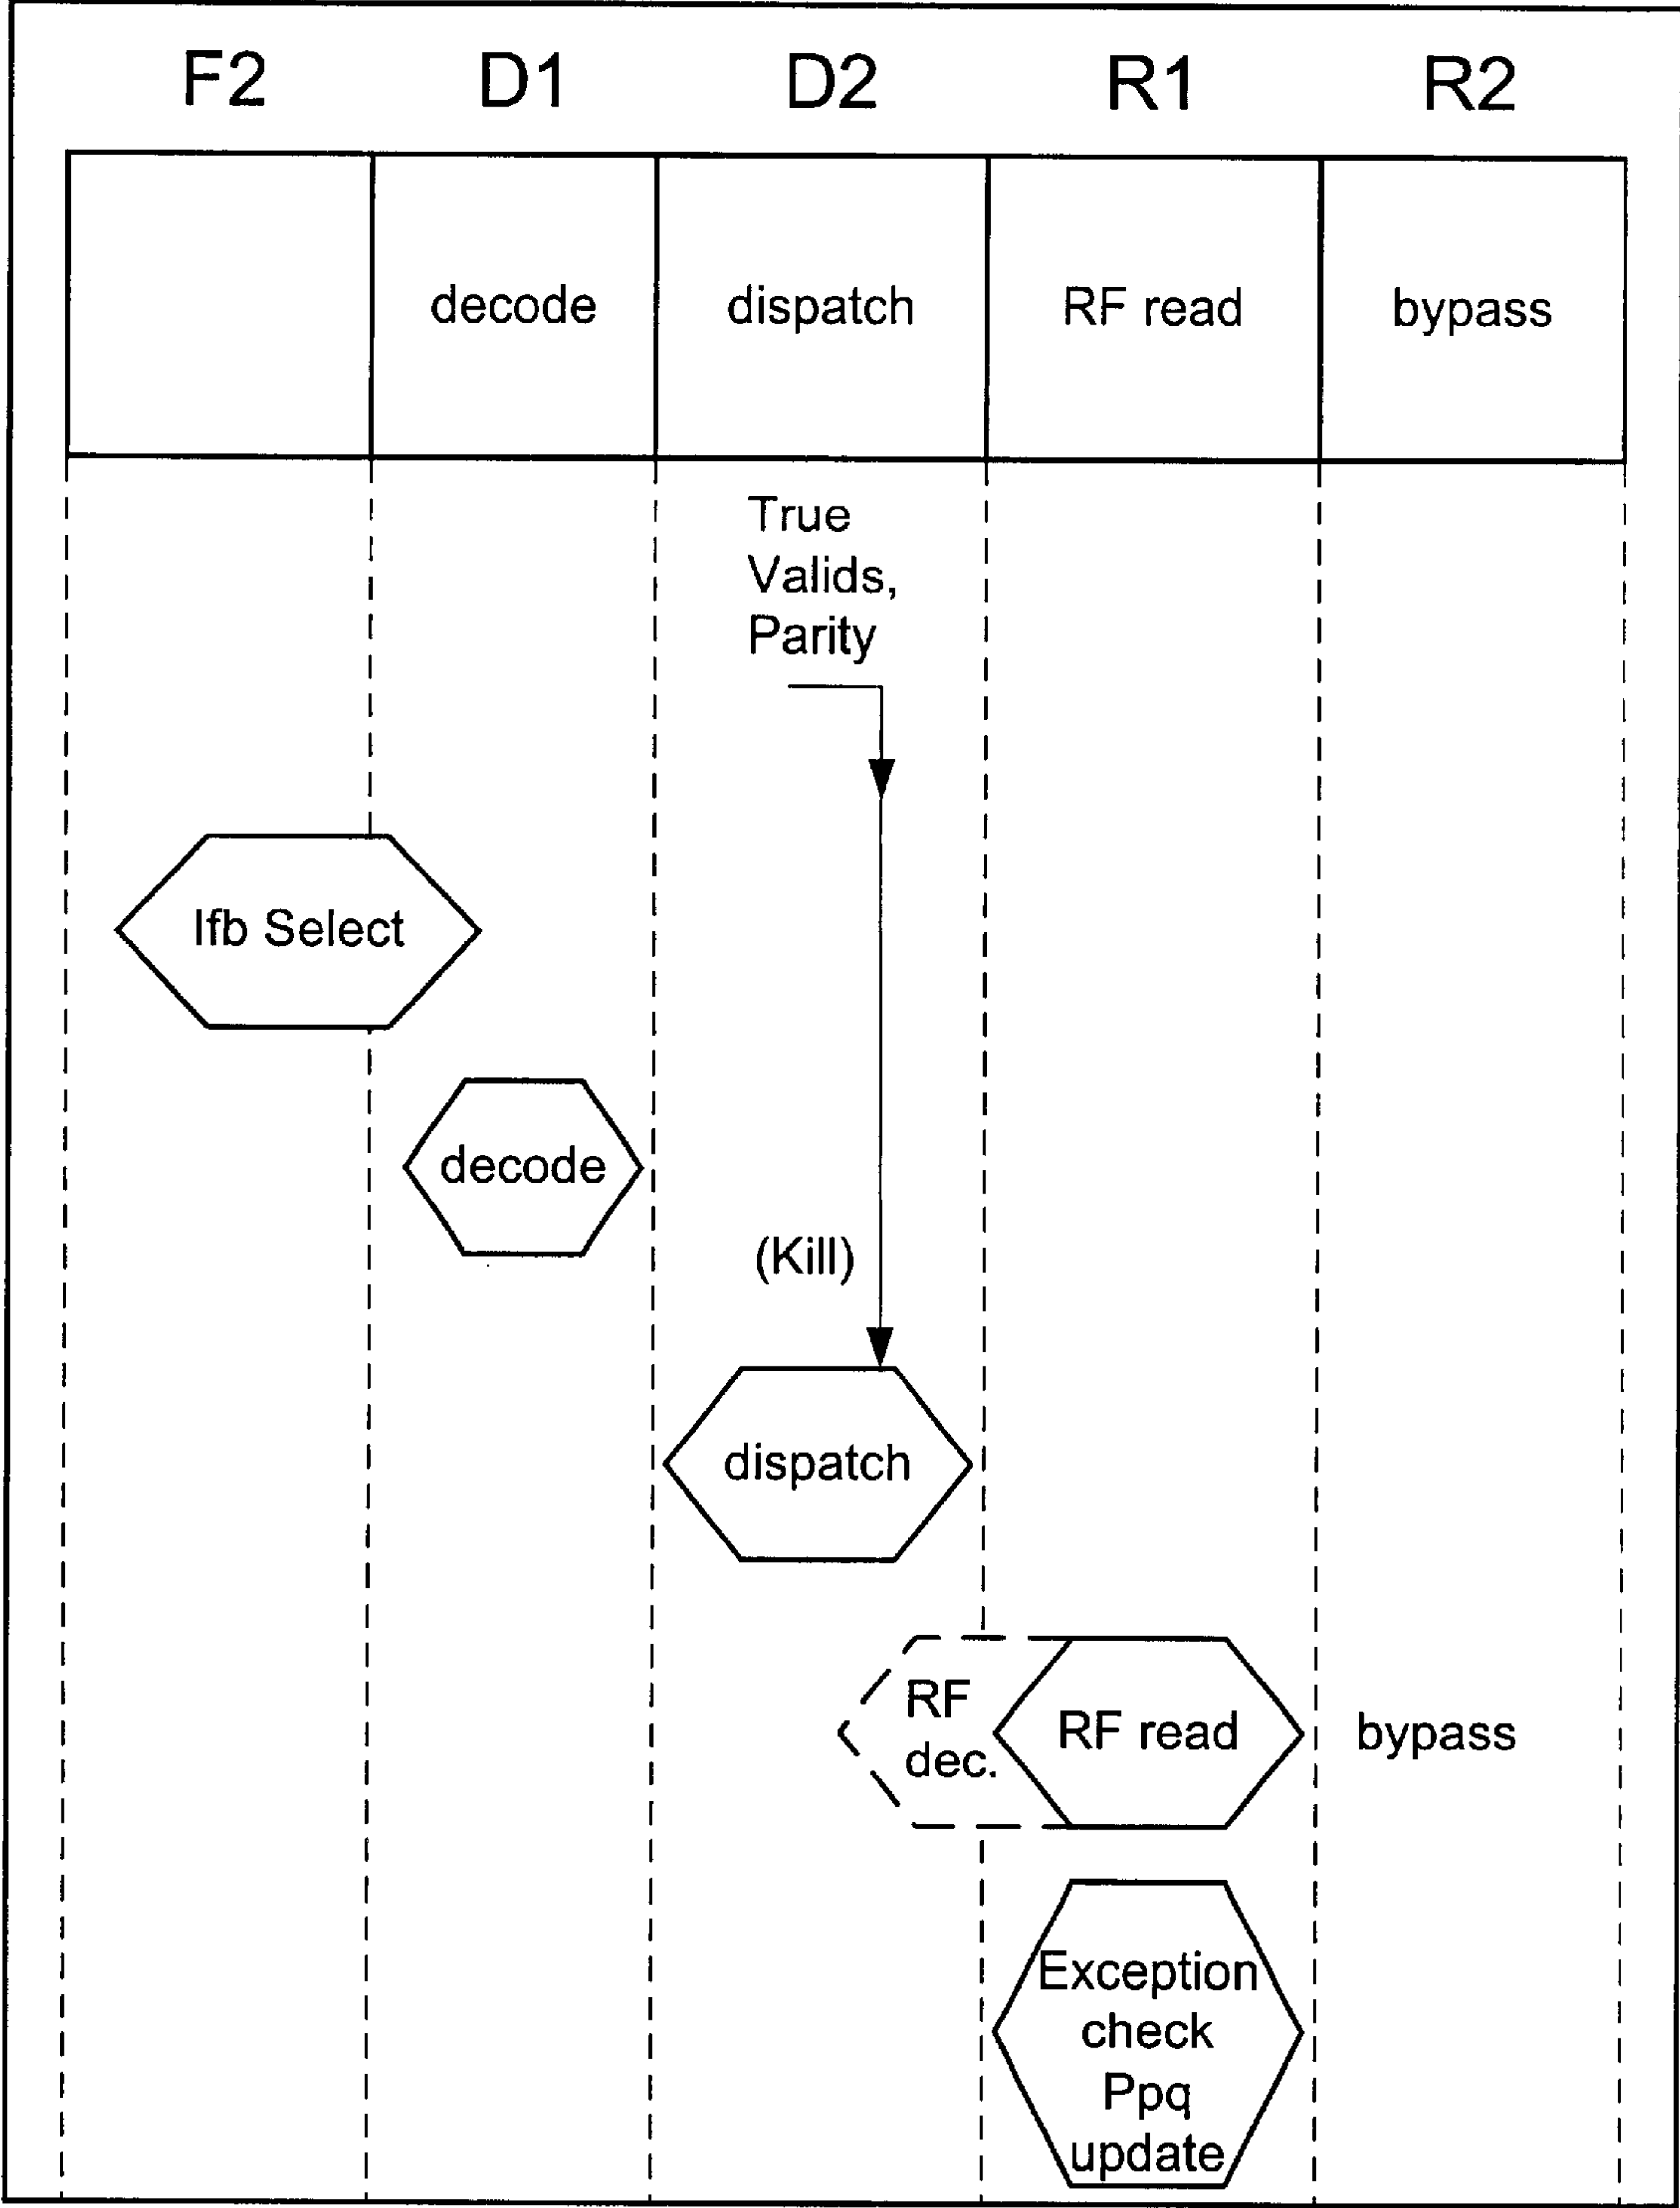 F2 D1 D2 R1 R2
decode dispatch RF read bypass
True
Valids,
Parity
Ifb Select
decode
(Kill)
dispatch
RF
dec.
RF read
bypass
Exception
check
Ppq
update